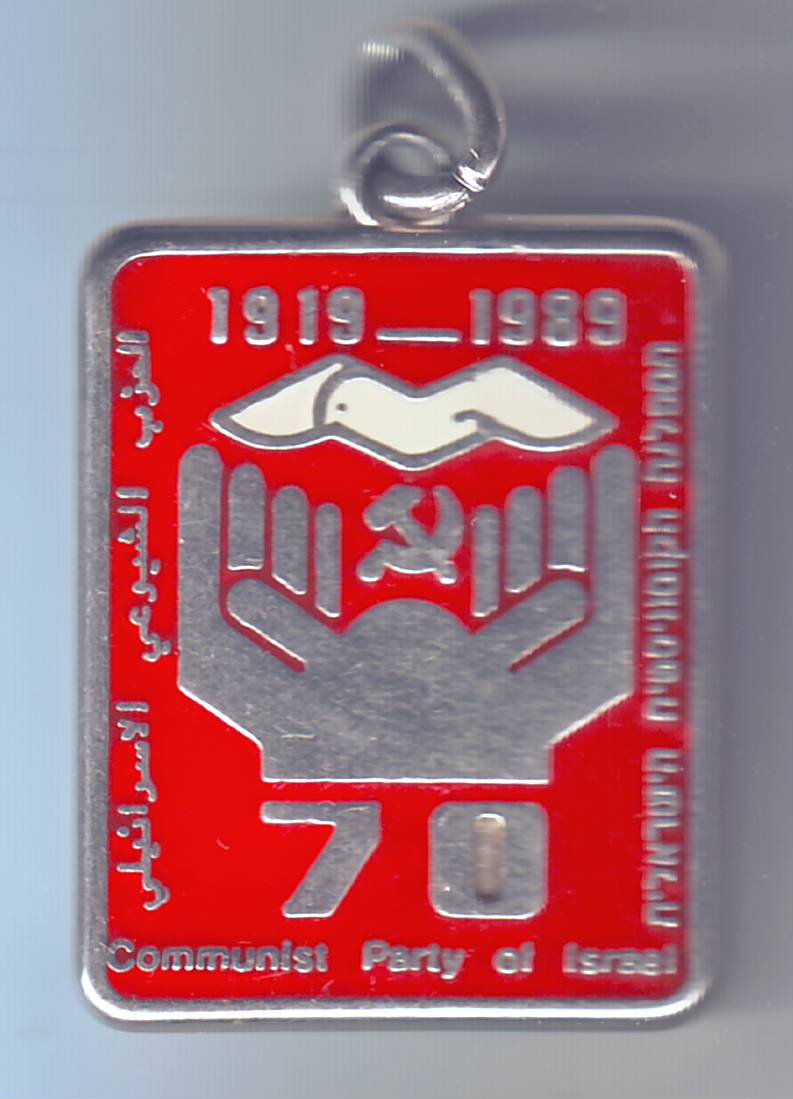 1919—1989
الحزب الشيوعي الاسرائيلي
המפלגה הקומוניסטית הישראלית
70
Communist Party of Israel